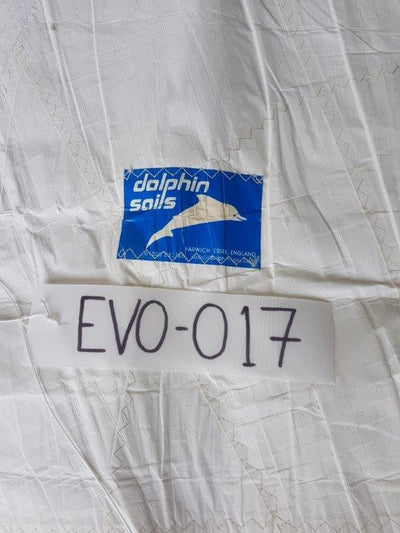 dolphin
sails
HARWICH ESSEX ENGLAND
EVO-017